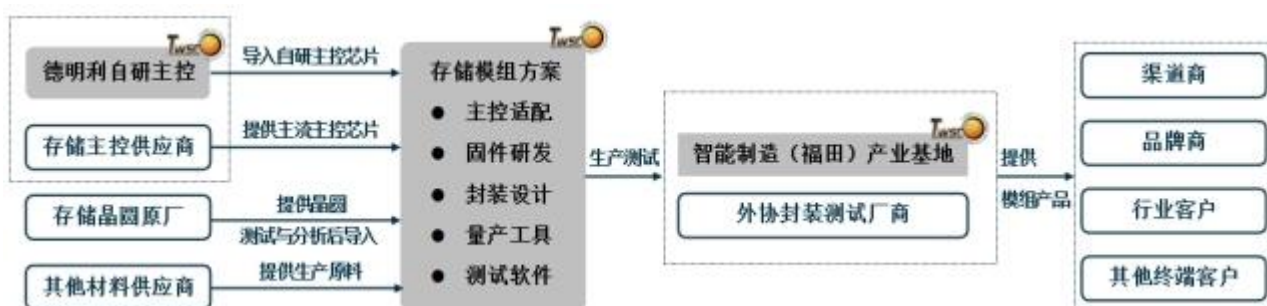 TWSC
德明利自研主控
导入自研主控芯片
存储主控供应商
提供主流主控芯片
存储晶圆原厂
提供晶圆
测试与分析后导入
其他材料供应商
提供生产原料
TWSC
存储模组方案
● 主控适配
● 固件研发
● 封装设计
● 量产工具
● 测试软件
生产测试
TWSC
智能制造（福田）产业基地
外协封装测试厂商
提供
模组产品
渠道商
品牌商
行业客户
其他终端客户